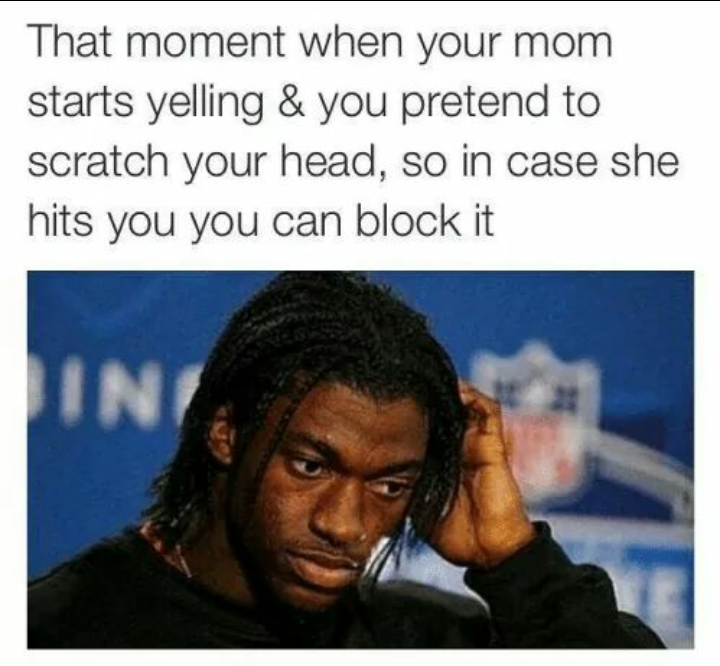 That moment when your mom
starts yelling & you pretend to
scratch your head, so in case she
hits you you can block it
IN